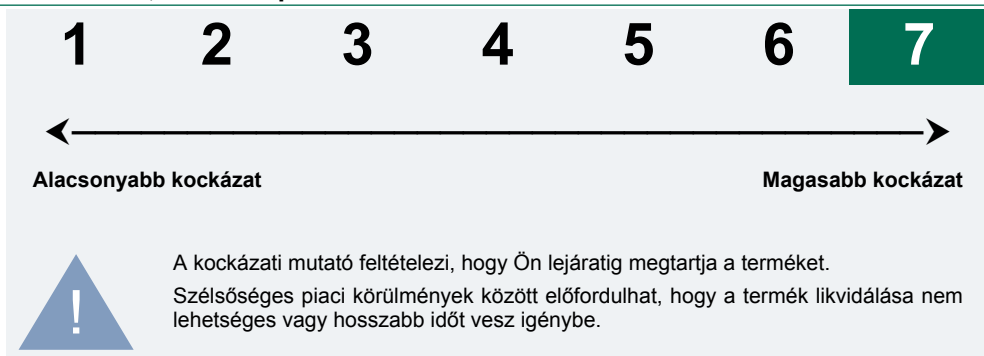 1 2 3 4 5 6 7
Alacsonyabb kockázat Magasabb kockázat
A kockázati mutató feltételezi, hogy Ön lejáratig megtartja a terméket.
!
Szélsőséges piaci körülmények között előfordulhat, hogy a termék likvidálása nem
lehetséges vagy hosszabb időt vesz igénybe.